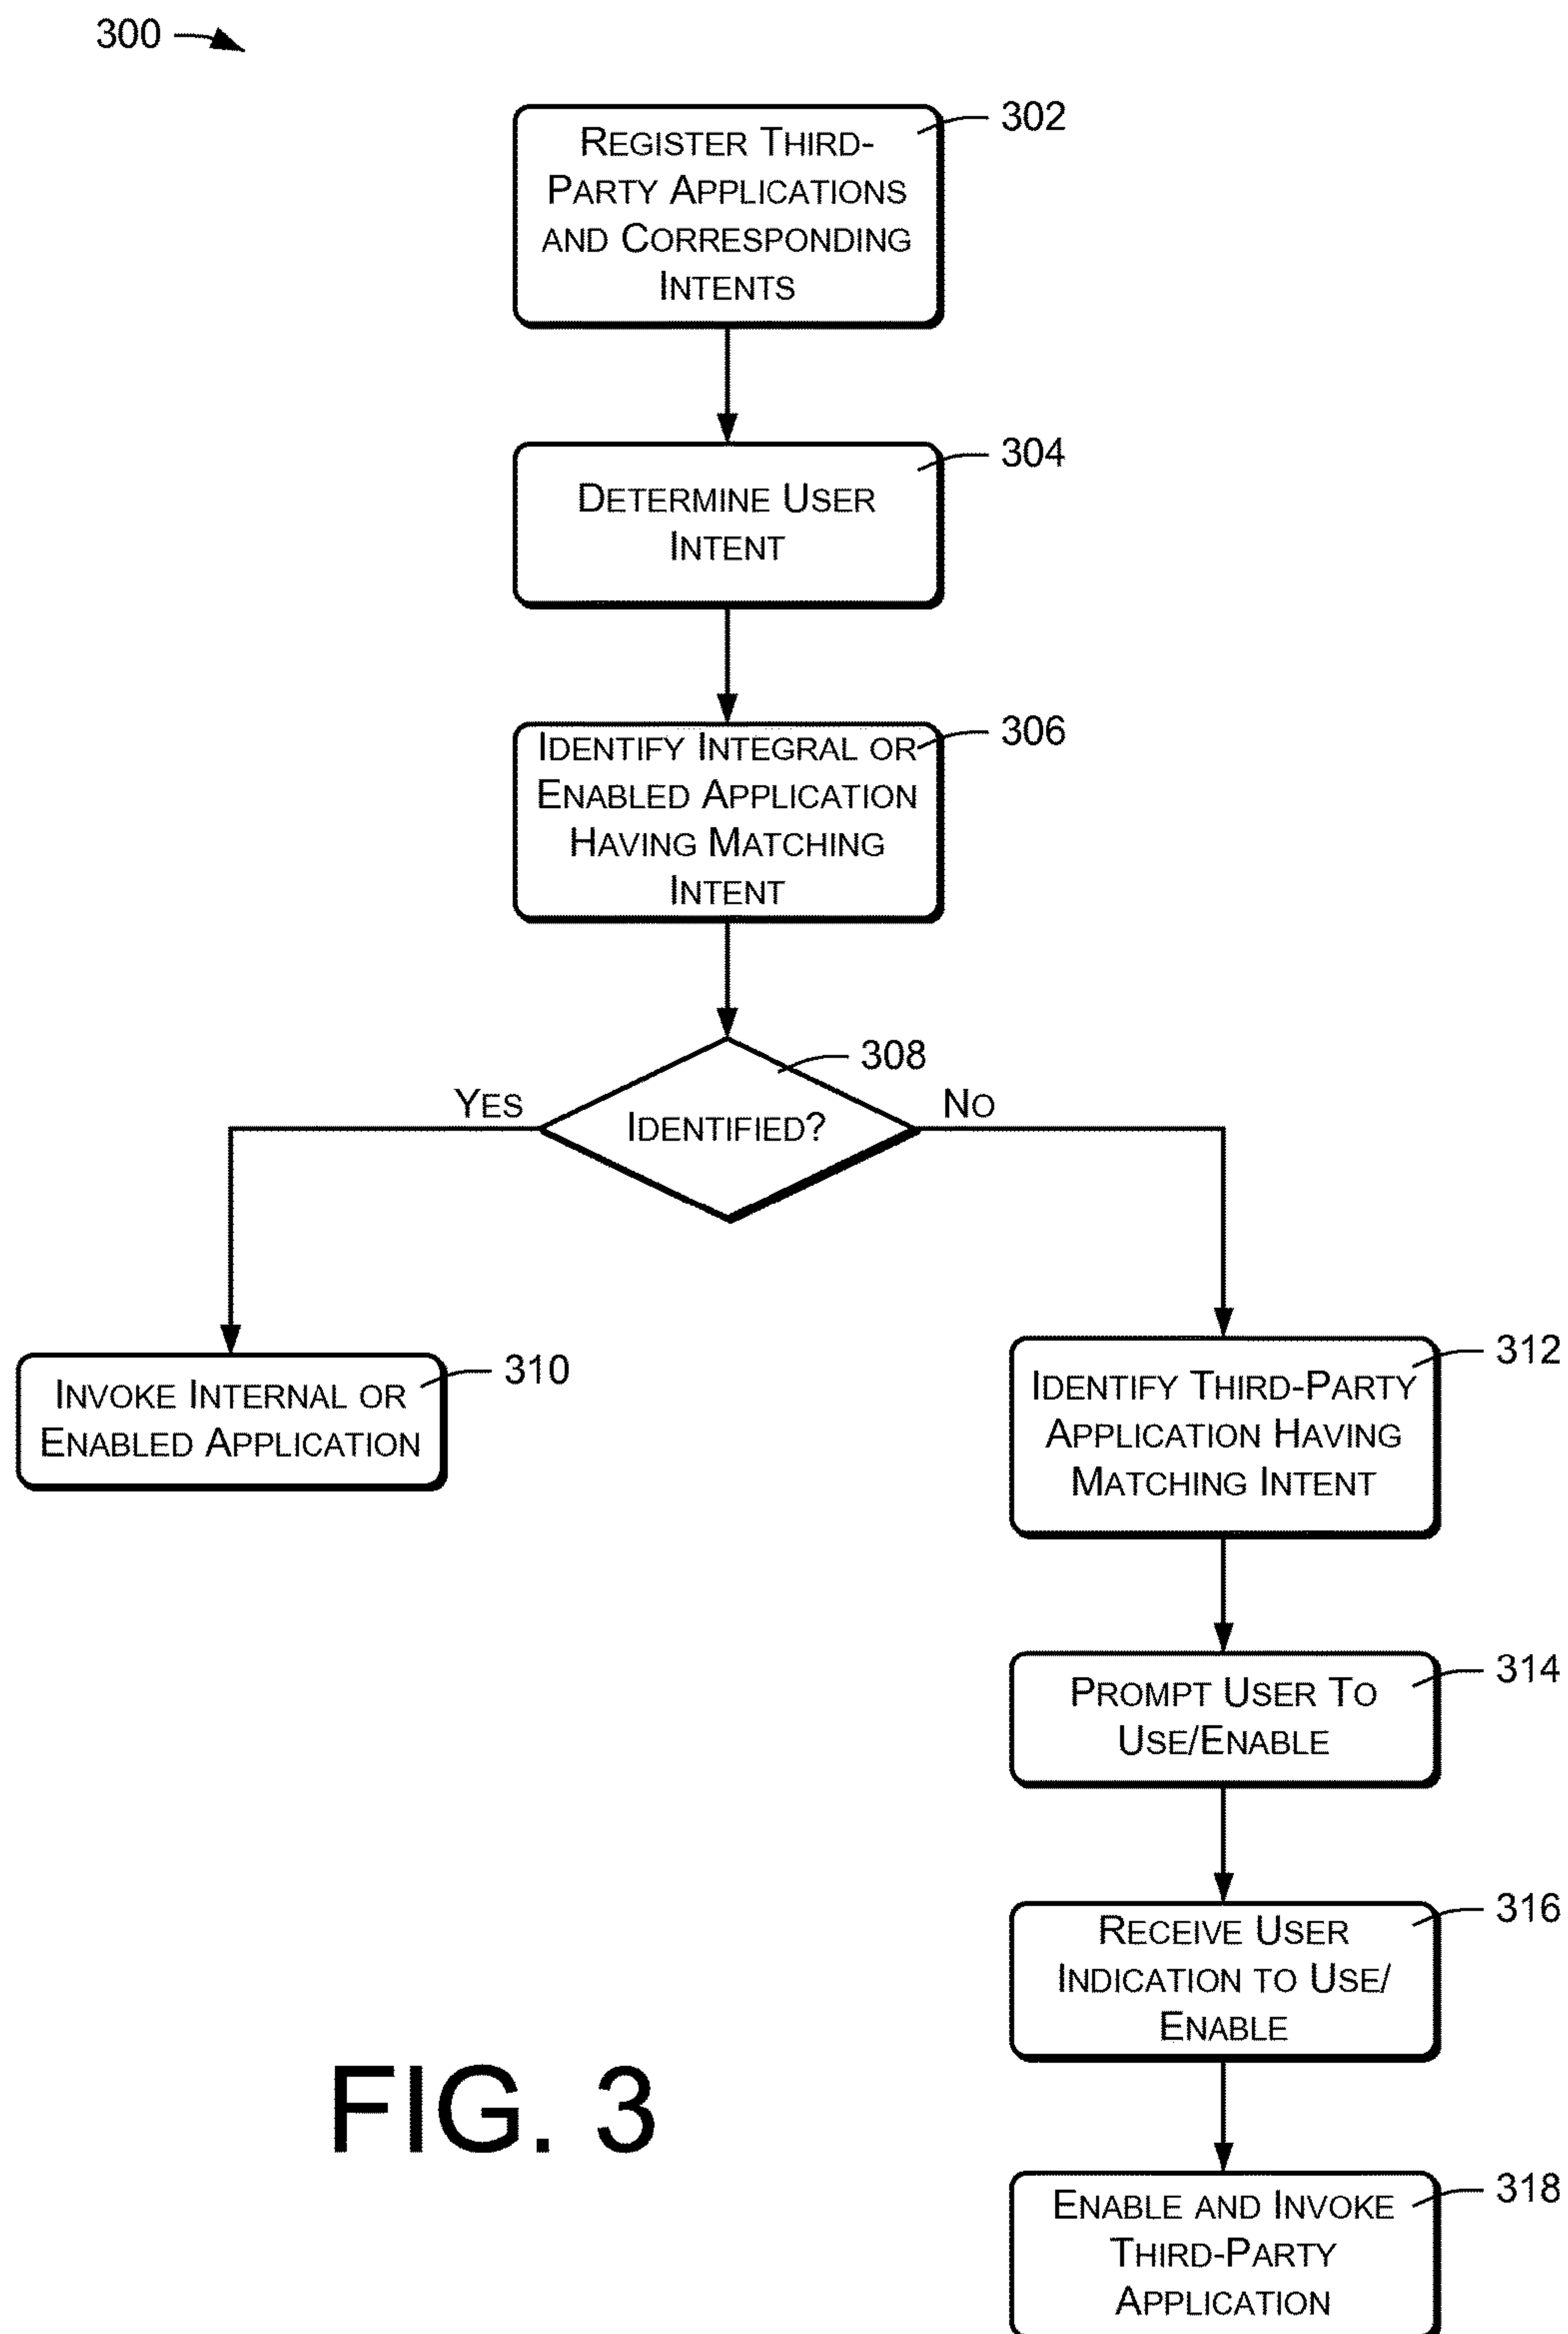 300
302
Register Third-
Party Applications
and Corresponding
Intents
304
Determine User
Intent
306
Identify Integral or
Enabled Application
Having Matching
Intent
308
Yes
Identified?
No
310
Invoke Internal or
Enabled Application
312
Identify Third-Party
Application Having
Matching Intent
314
Prompt User To
Use/Enable
316
Receive User
Indication to Use/
Enable
FIG. 3
318
Enable and Invoke
Third-Party
Application